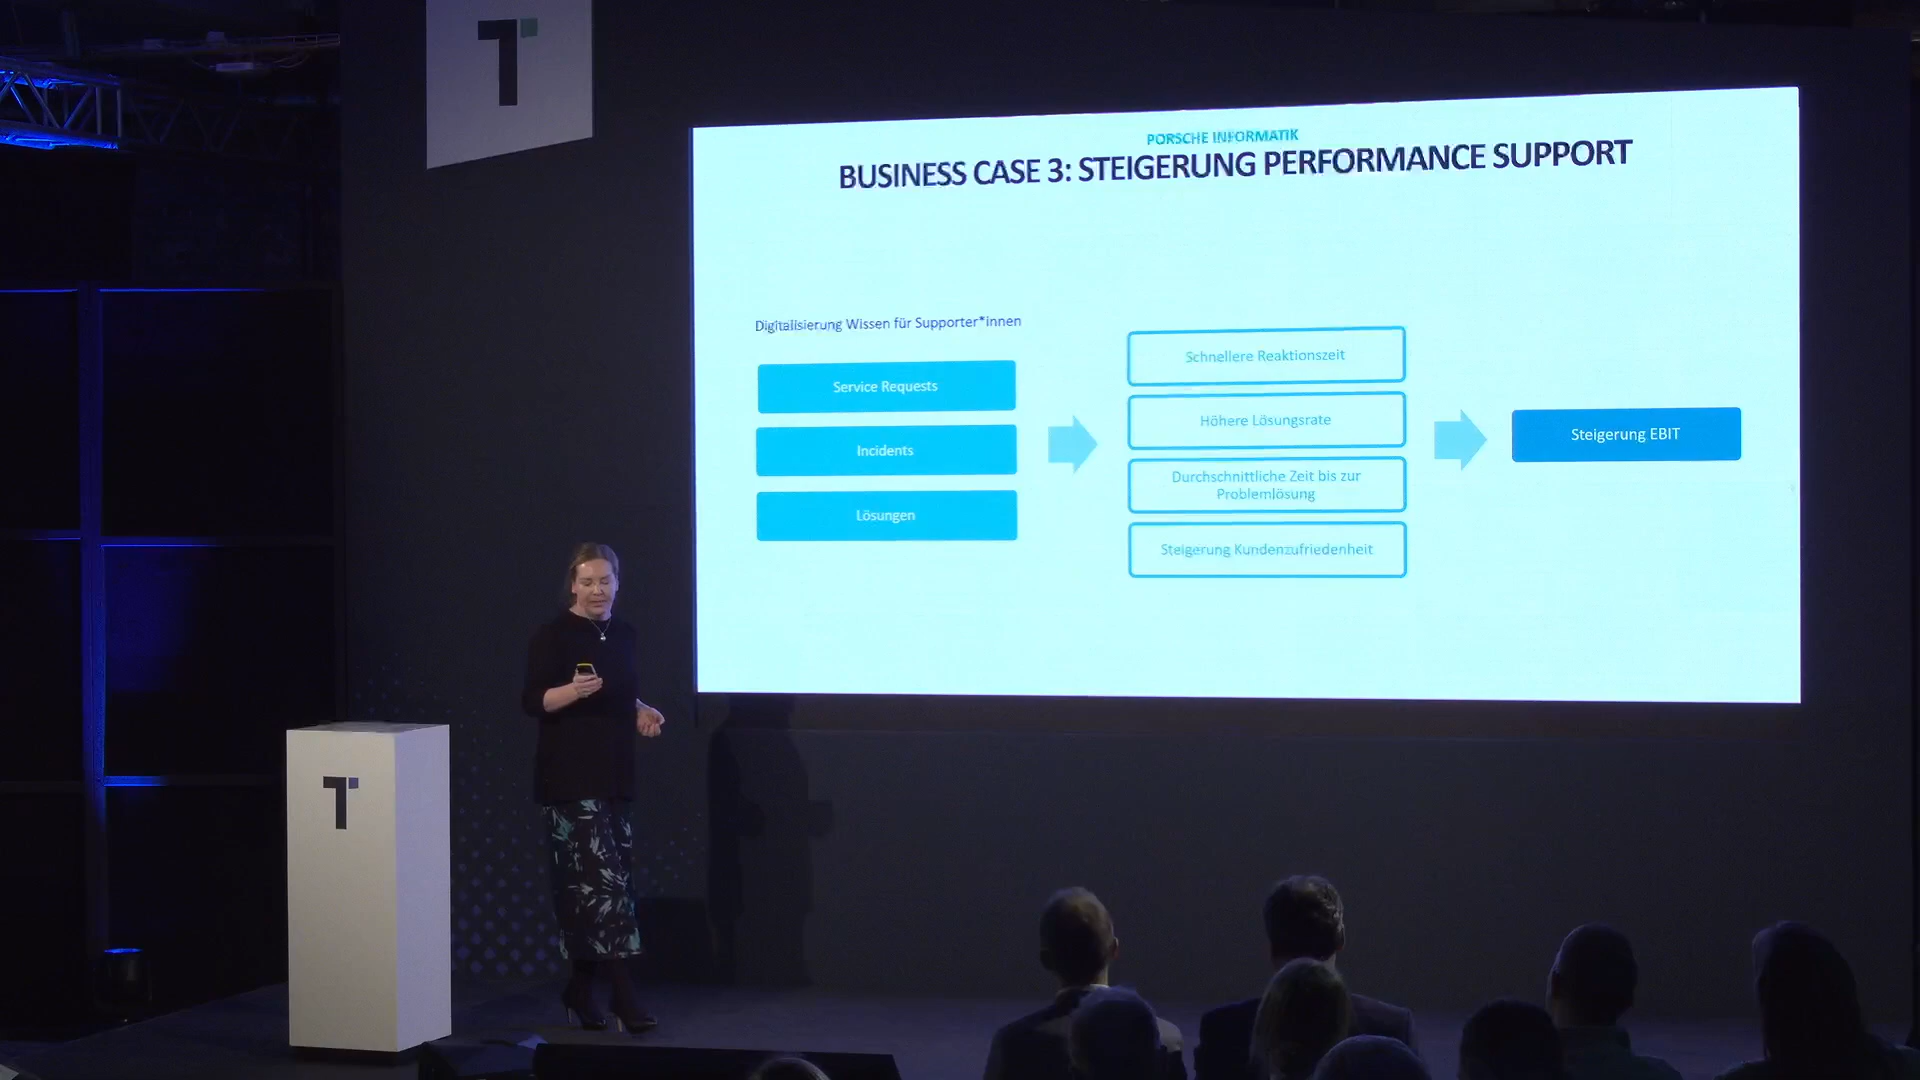 T
PORSCHE INFORMATIK
BUSINESS CASE 3: STEIGERUNG PERFORMANCE SUPPORT
Digitalisierung Wissen für Supporter*innen
Service Requests
Incidents
Lösungen
Schnellere Reaktionszeit
Höhere Lösungsrate
Durchschnittliche Zeit bis zur
Problemlösung
Steigerung Kundenzufriedenheit
Steigerung EBIT
T